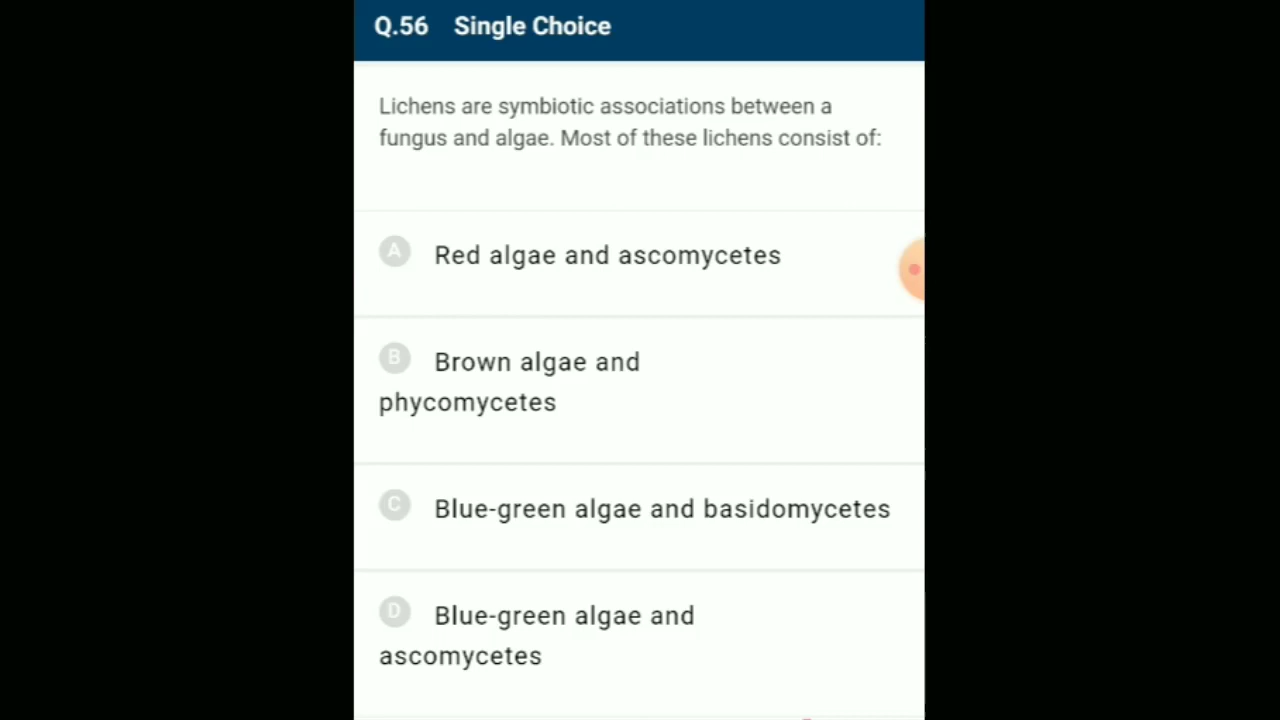 Q.56 Single Choice
Lichens are symbiotic associations between a
fungus and algae. Most of these lichens consist of:
A Red algae and ascomycetes
B Brown algae and
phycomycetes
C Blue-green algae and basidomycetes
D Blue-green algae and
ascomycetes